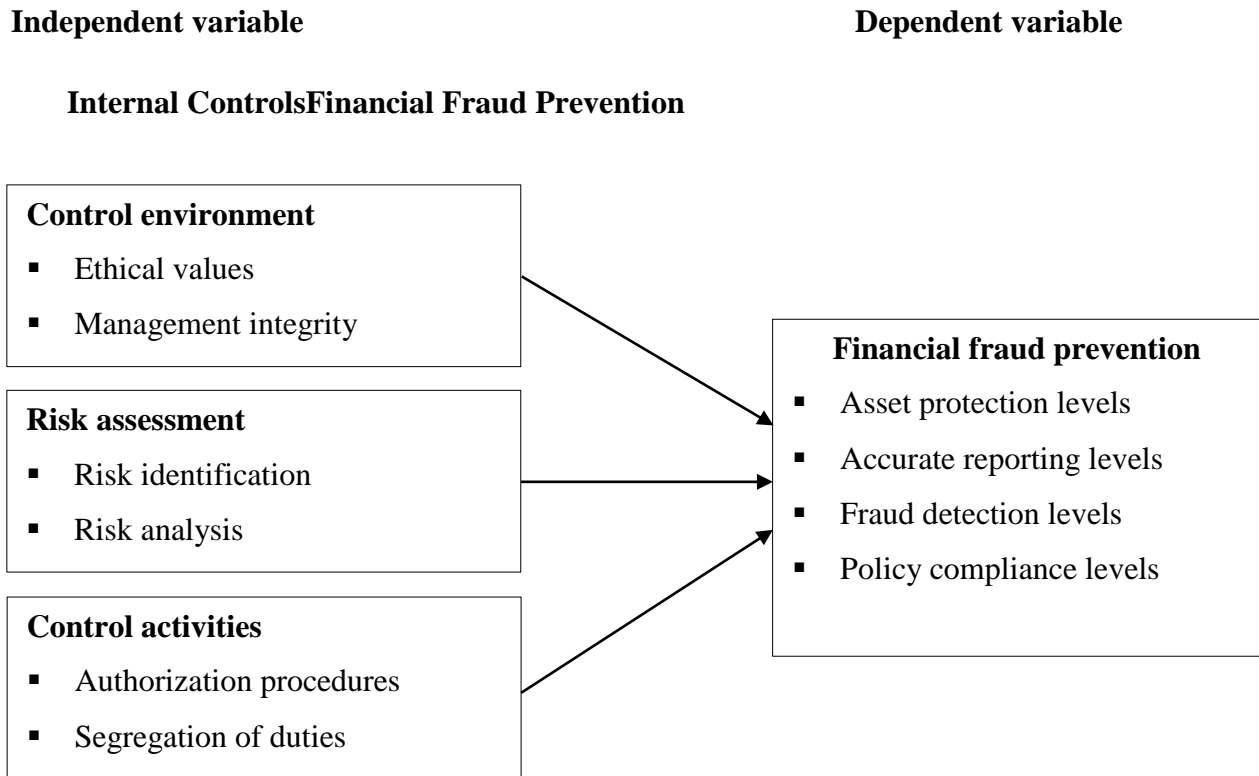 Independent variable
Dependent variable
Internal ControlsFinancial Fraud Prevention
Control environment
▪ Ethical values
▪ Management integrity
Risk assessment
▪ Risk identification
▪ Risk analysis
Control activities
▪ Authorization procedures
▪ Segregation of duties
Financial fraud prevention
▪ Asset protection levels
▪ Accurate reporting levels
▪ Fraud detection levels
▪ Policy compliance levels